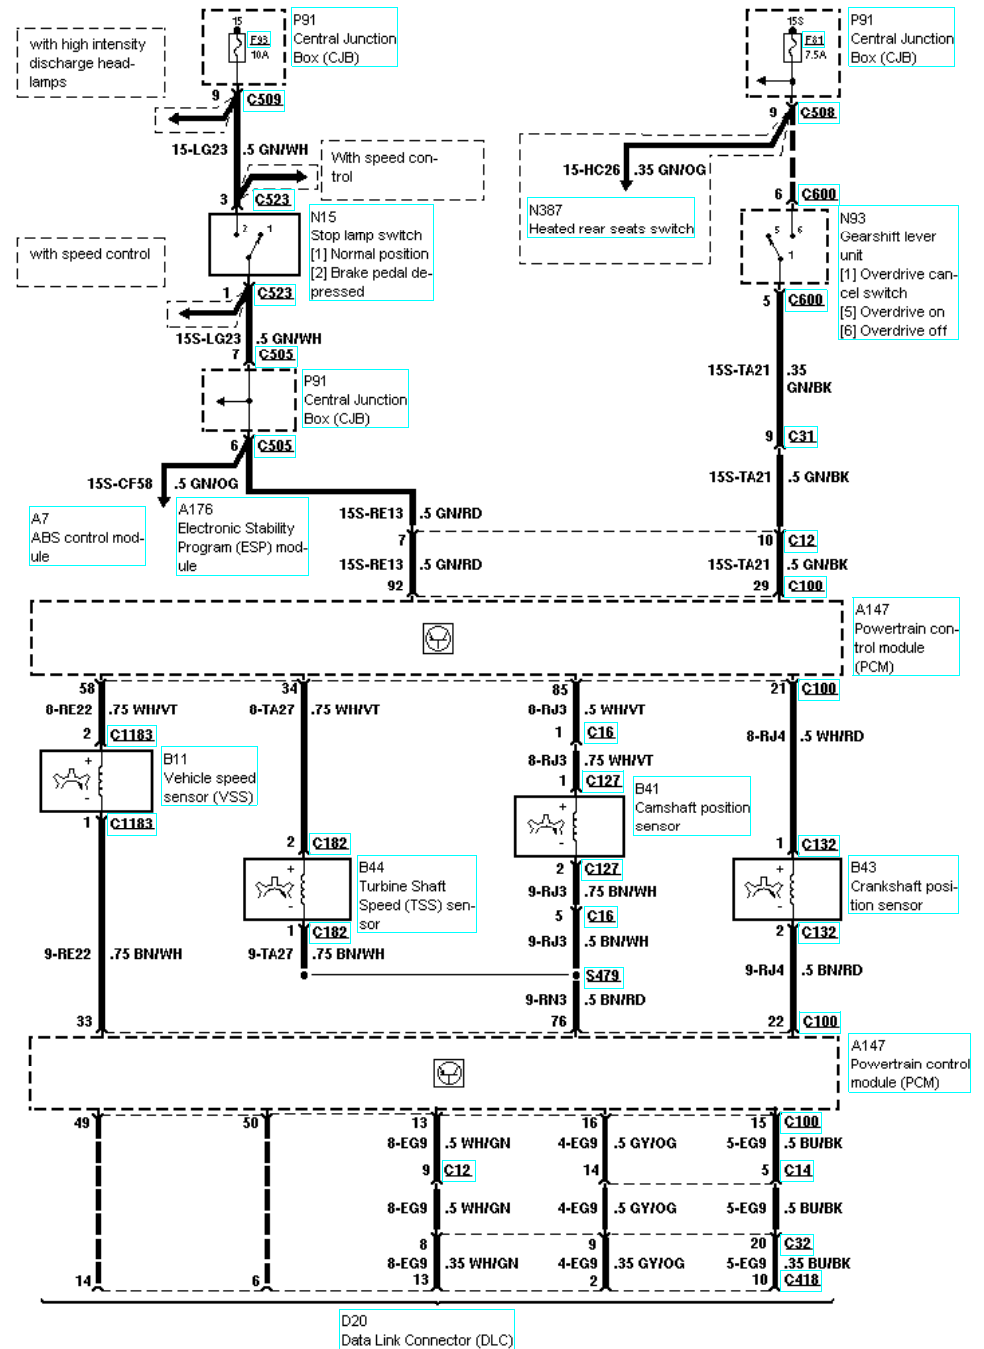 15
F93
10A
P91
Central Junction
Box (CJB)
with high intensity
discharge head-
lamps
9 C509
15-LG23 .5 GN/WH
With speed con-
trol
3 C523
2 1
N15
Stop lamp switch
[1] Normal position
[2] Brake pedal de-
pressed
with speed control
1 C523
15S-LG23 .5 GN/WH
7 C505
P91
Central Junction
Box (CJB)
6 C505
15S-CF58 .5 GN/OG
A7
ABS control mod-
ule
A176
Electronic Stability
Program (ESP) mod-
ule
15S-RE13 .5 GN/RD
7
15S-RE13 .5 GN/RD
92
15S
F81
7.5A
P91
Central Junction
Box (CJB)
9 C508
15-HC26 .35 GN/OG
N387
Heated rear seats switch
6 C600
5 6
1
N93
Gearshift lever
unit
[1] Overdrive can-
cel switch
[5] Overdrive on
[6] Overdrive off
5 C600
15S-TA21 .35
GN/BK
9 C31
15S-TA21 .5 GN/BK
10 C12
15S-TA21 .5 GN/BK
29 C100
A147
Powertrain con-
trol module
(PCM)
58 34 85 21 C100
8-RE22 .75 WH/VT
2 C1183
+
-
B11
Vehicle speed
sensor (VSS)
1 C1183
9-RE22 .75 BN/WH
33
8-TA27 .75 WH/VT
2 C182
+
-
B44
Turbine Shaft
Speed (TSS) sen-
sor
1 C182
9-TA27 .75 BN/WH
8-RJ3 .5 WH/VT
1 C16
8-RJ3 .75 WH/VT
1 C127
+
-
B41
Camshaft position
sensor
2 C127
9-RJ3 .75 BN/WH
5 C16
9-RJ3 .5 BN/WH
S479
9-RN3 .5 BN/RD
76
8-RJ4 .5 WH/RD
1 C132
+
-
B43
Crankshaft posi-
tion sensor
2 C132
9-RJ4 .5 BN/RD
22 C100
A147
Powertrain control
module (PCM)
49 50 13 16 15 C100
8-EG9 .5 WH/GN 4-EG9 .5 GY/OG 5-EG9 .5 BU/BK
9 C12 14 5 C14
8-EG9 .5 WH/GN 4-EG9 .5 GY/OG 5-EG9 .5 BU/BK
8 9 20 C32
8-EG9 .35 WH/GN 4-EG9 .35 GY/OG 5-EG9 .35 BU/BK
14 6 13 2 10 C418
D20
Data Link Connector (DLC)